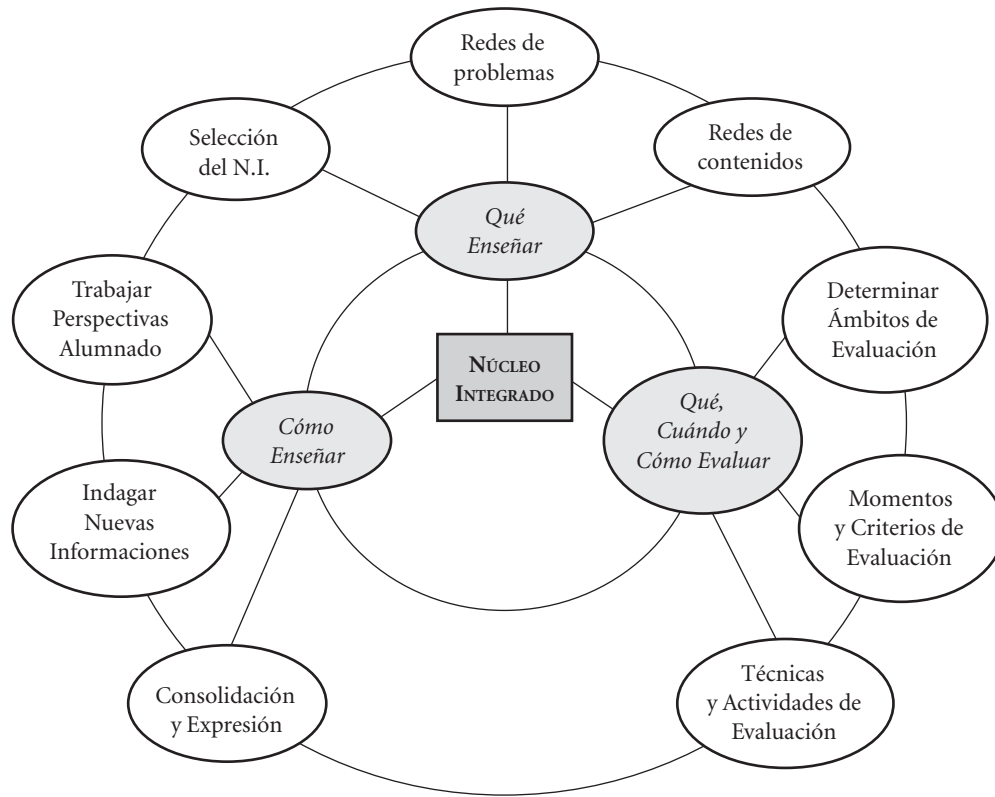 Redes de
problemas
Selección
del N.I.
Redes de
contenidos
Qué
Enseñar
Trabajar
Perspectivas
Alumnado
Determinar
Ámbitos de
Evaluación
NÚCLEO
INTEGRADO
Cómo
Enseñar
Qué,
Cuándo y
Cómo Evaluar
Indagar
Nuevas
Informaciones
Momentos
y Criterios de
Evaluación
Consolidación
y Expresión
Técnicas
y Actividades de
Evaluación